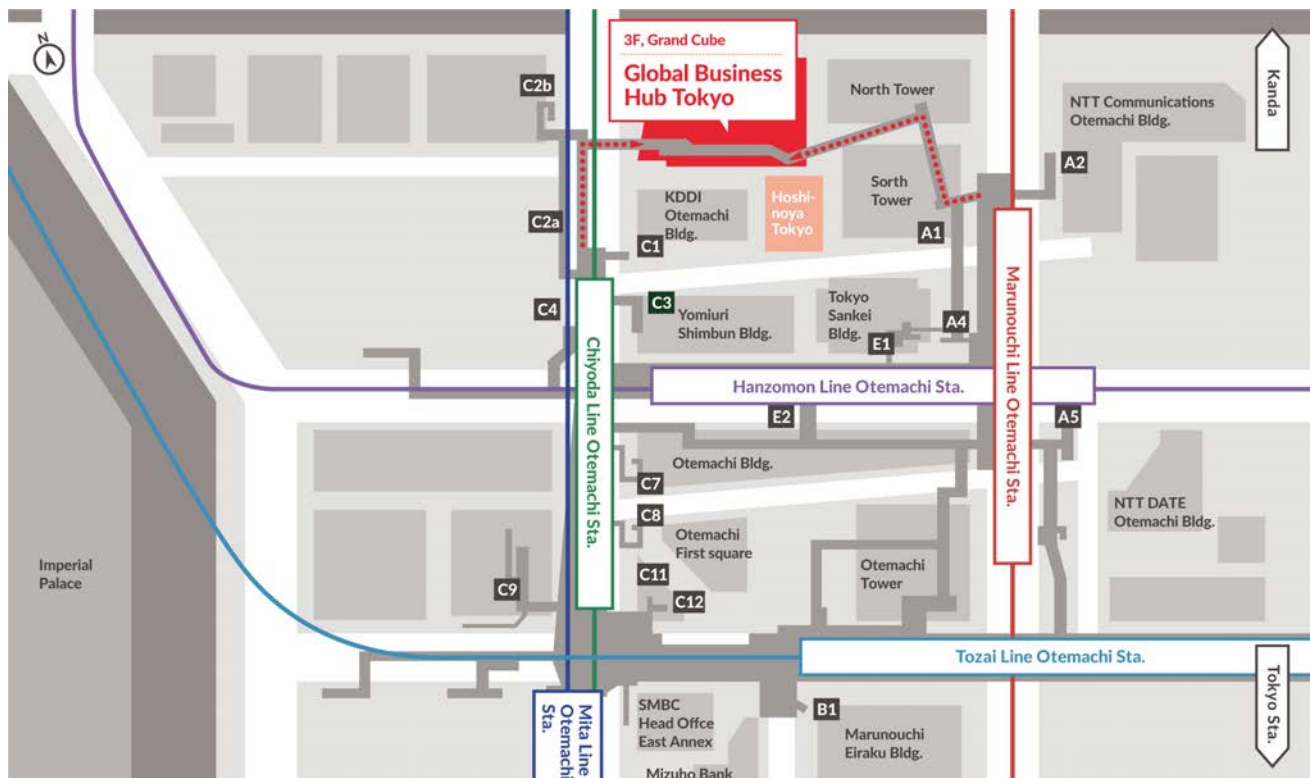 N
3F, Grand Cube
Global Business
Hub Tokyo
C2b
North Tower
NTT Communications
Otemachi Bldg.
Kanda
A2
KDDI
Otemachi
Bldg.
Hoshi-
noya
Tokyo
Sorth
Tower
C2a
C1
A1
C4
C3
Yomiuri
Shimbun Bldg.
Tokyo
Sankei
Bldg.
A4
E1
Chiyoda Line Otemachi Sta.
Marunouchi Line Otemachi Sta.
Hanzomon Line Otemachi Sta.
E2
A5
Otemachi Bldg.
C7
C8
Otemachi
First square
NTT DATE
Otemachi Bldg.
Imperial
Palace
C9
C11
C12
Otemachi
Tower
Tozai Line Otemachi Sta.
Tokyo Sta.
Mita Line
Otemachi
Sta.
SMBC
Head Offce
East Annex
B1
Marunouchi
Eiraku Bldg.
Mizuho Bank